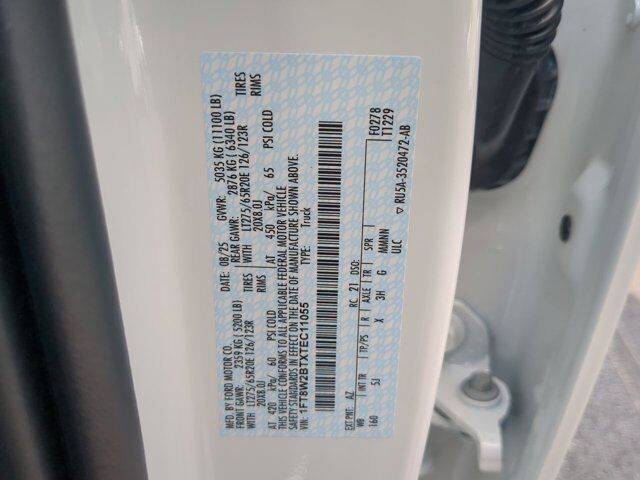 MFD. BY FORD MOTOR CO.
DATE: 08/25 GVWR: 5035 KG (11100 LB)
FRONT GAWR: 2359 KG (5200 LB) REAR GAWR: 2876 KG (6340 LB)
WITH LT275/65R20E 126/123R TIRES WITH LT275/65R20E 126/123R TIRES
20X8.0J RIMS 20X8.0J RIMS
AT 420 kPa/ 60 PSI COLD AT 450 kPa/ 65 PSI COLD
THIS VEHICLE CONFORMS TO ALL APPLICABLE FEDERAL MOTOR VEHICLE
SAFETY STANDARDS IN EFFECT ON THE DATE OF MANUFACTURE SHOWN ABOVE.
VIN: 1FT8W2BTXTEC11055 TYPE: Truck
F0278
T1229
EXT PNT: AZ RC: 21 DSO:
WB INT TR TP/PS R AXLE TR SPR
160 5J X 3H G AMMNN
ULC
▽ RU5A-3520472-AB